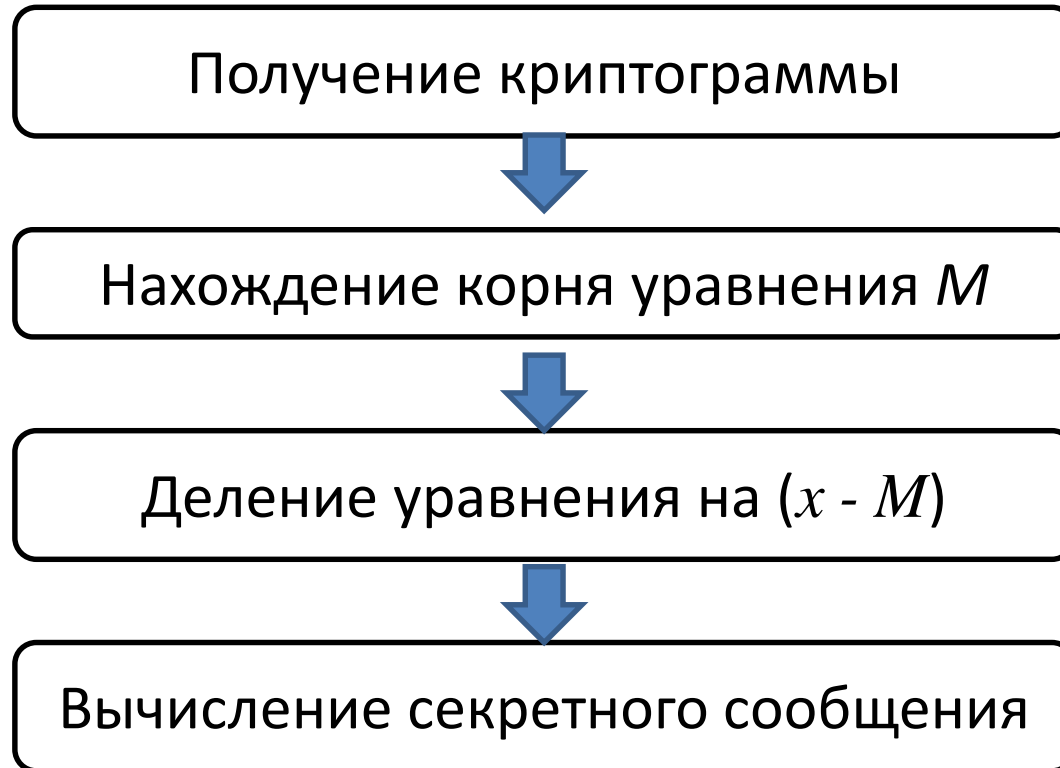 Получение криптограммы
Нахождение корня уравнения M
Деление уравнения на (x - M)
Вычисление секретного сообщения